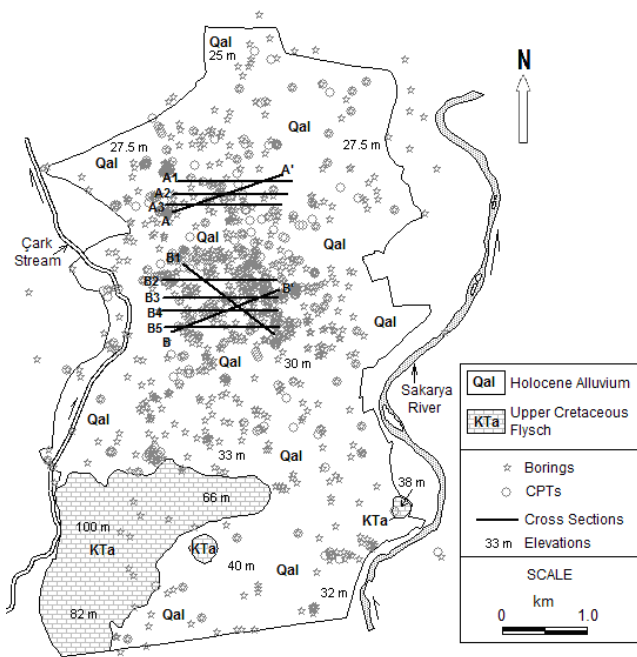 Qal
25 m
N
Qal
Qal
27.5 m
27.5 m
A1
A'
A2
A3
A
Qal
Qal
Çark
Stream
B1
B2
B'
B3
B4
B5
B
Qal
30 m
Sakarya
River
Qal
33 m
Qal
66 m
38 m
100 m
KTa
KTa
KTa
40 m
32 m
82 m
Qal
Qal Holocene Alluvium
KTa Upper Cretaceous
Flysch
Borings
CPTs
Cross Sections
33 m Elevations
SCALE
km
0 1.0